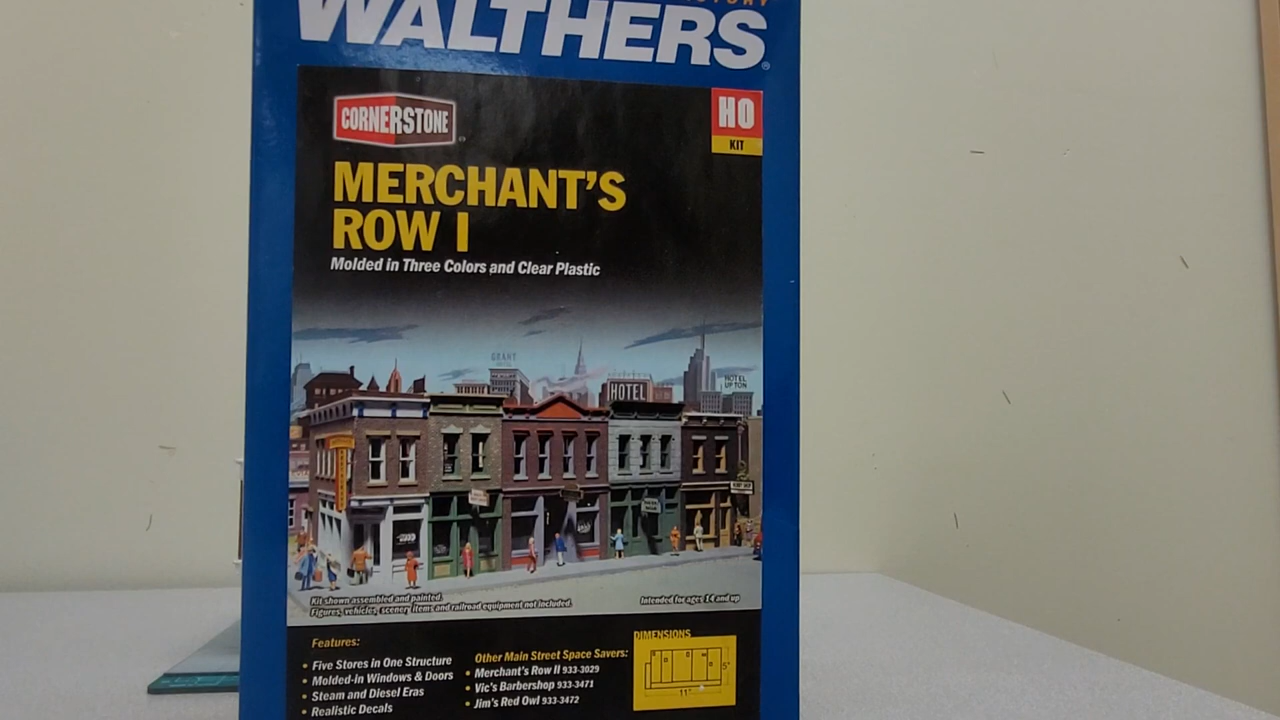 WALTHERS®
CORNERSTONE®
HO
KIT
MERCHANT'S
ROW I
Molded in Three Colors and Clear Plastic
GRANT
HOTEL
HOTEL
UPTON
Kit shown assembled and painted.
Figures, vehicles, scenery items and railroad equipment not included.
Intended for ages 14 and up
Features:
• Five Stores in One Structure
• Molded-in Windows & Doors
• Steam and Diesel Eras
• Realistic Decals
Other Main Street Space Savers:
• Merchant's Row II 933-3029
• Vic's Barbershop 933-3471
• Jim's Red Owl 933-3472
DIMENSIONS
5"
11"